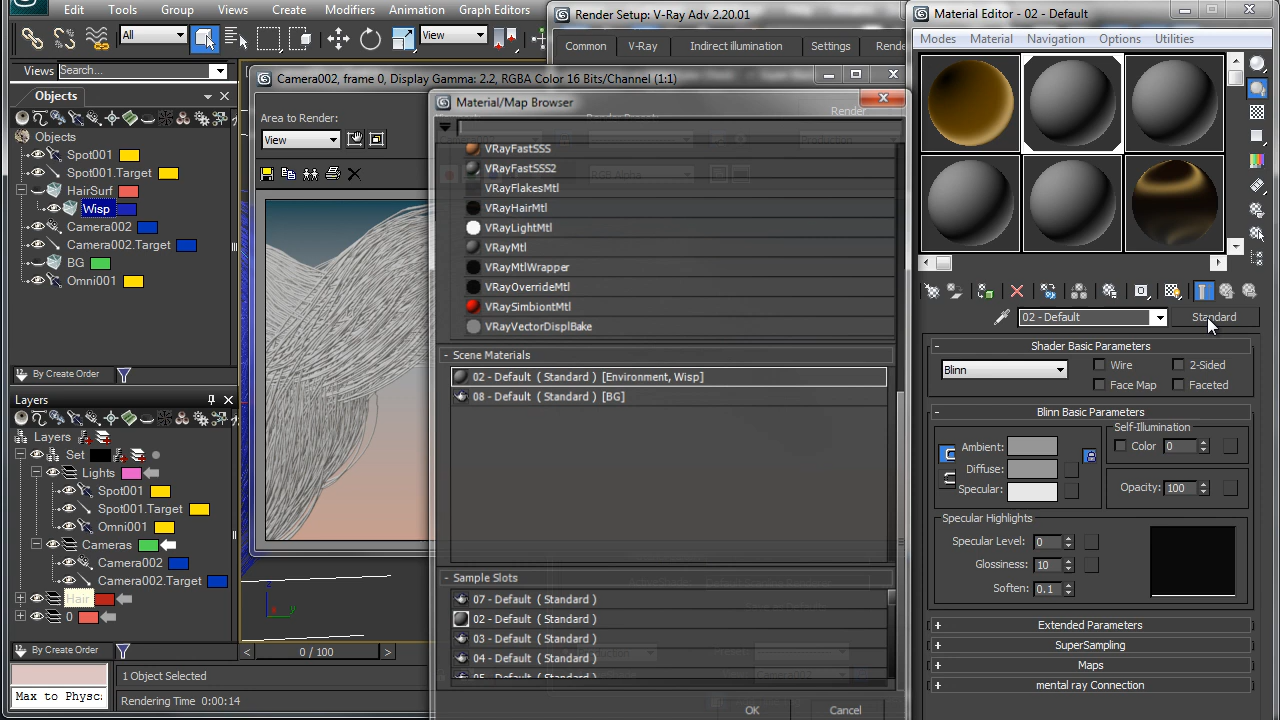 Edit Tools Group Views Create Modifiers Animation Graph Editors
All
View
Views Search...
Objects
Objects
Spot001
Spot001.Target
HairSurf
Wisp
Camera002
Camera002.Target
BG
Omni001
By Create Order
Layers
Layers
Set
Lights
Spot001
Spot001.Target
Omni001
Cameras
Camera002
Camera002.Target
Hair
0
By Create Order
Max to Physc
1 Object Selected
Rendering Time 0:00:14
< 0 / 100 >
Camera002, frame 0, Display Gamma: 2.2, RGBA Color 16 Bits/Channel (1:1)
Area to Render:
View
Render Setup: V-Ray Adv 2.20.01
Common V-Ray Indirect illumination Settings Rende
Material/Map Browser
Render
Production
RGB Alpha
VRayFastSSS
VRayFastSSS2
VRayFlakesMtl
VRayHairMtl
VRayLightMtl
VRayMtl
VRayMtlWrapper
VRayOverrideMtl
VRaySimbiontMtl
VRayVectorDisplBake
- Scene Materials
02 - Default ( Standard ) [Environment, Wisp]
08 - Default ( Standard ) [BG]
- Sample Slots
07 - Default ( Standard )
02 - Default ( Standard )
03 - Default ( Standard )
04 - Default ( Standard )
05 - Default ( Standard )
OK Cancel
Material Editor - 02 - Default
Modes Material Navigation Options Utilities
02 - Default Standard
- Shader Basic Parameters
Blinn Wire 2-Sided
Face Map Faceted
- Blinn Basic Parameters
Self-Illumination
Ambient: Color 0
Diffuse:
Specular: Opacity: 100
Specular Highlights
Specular Level: 0
Glossiness: 10
Soften: 0.1
+ Extended Parameters
+ SuperSampling
+ Maps
+ mental ray Connection